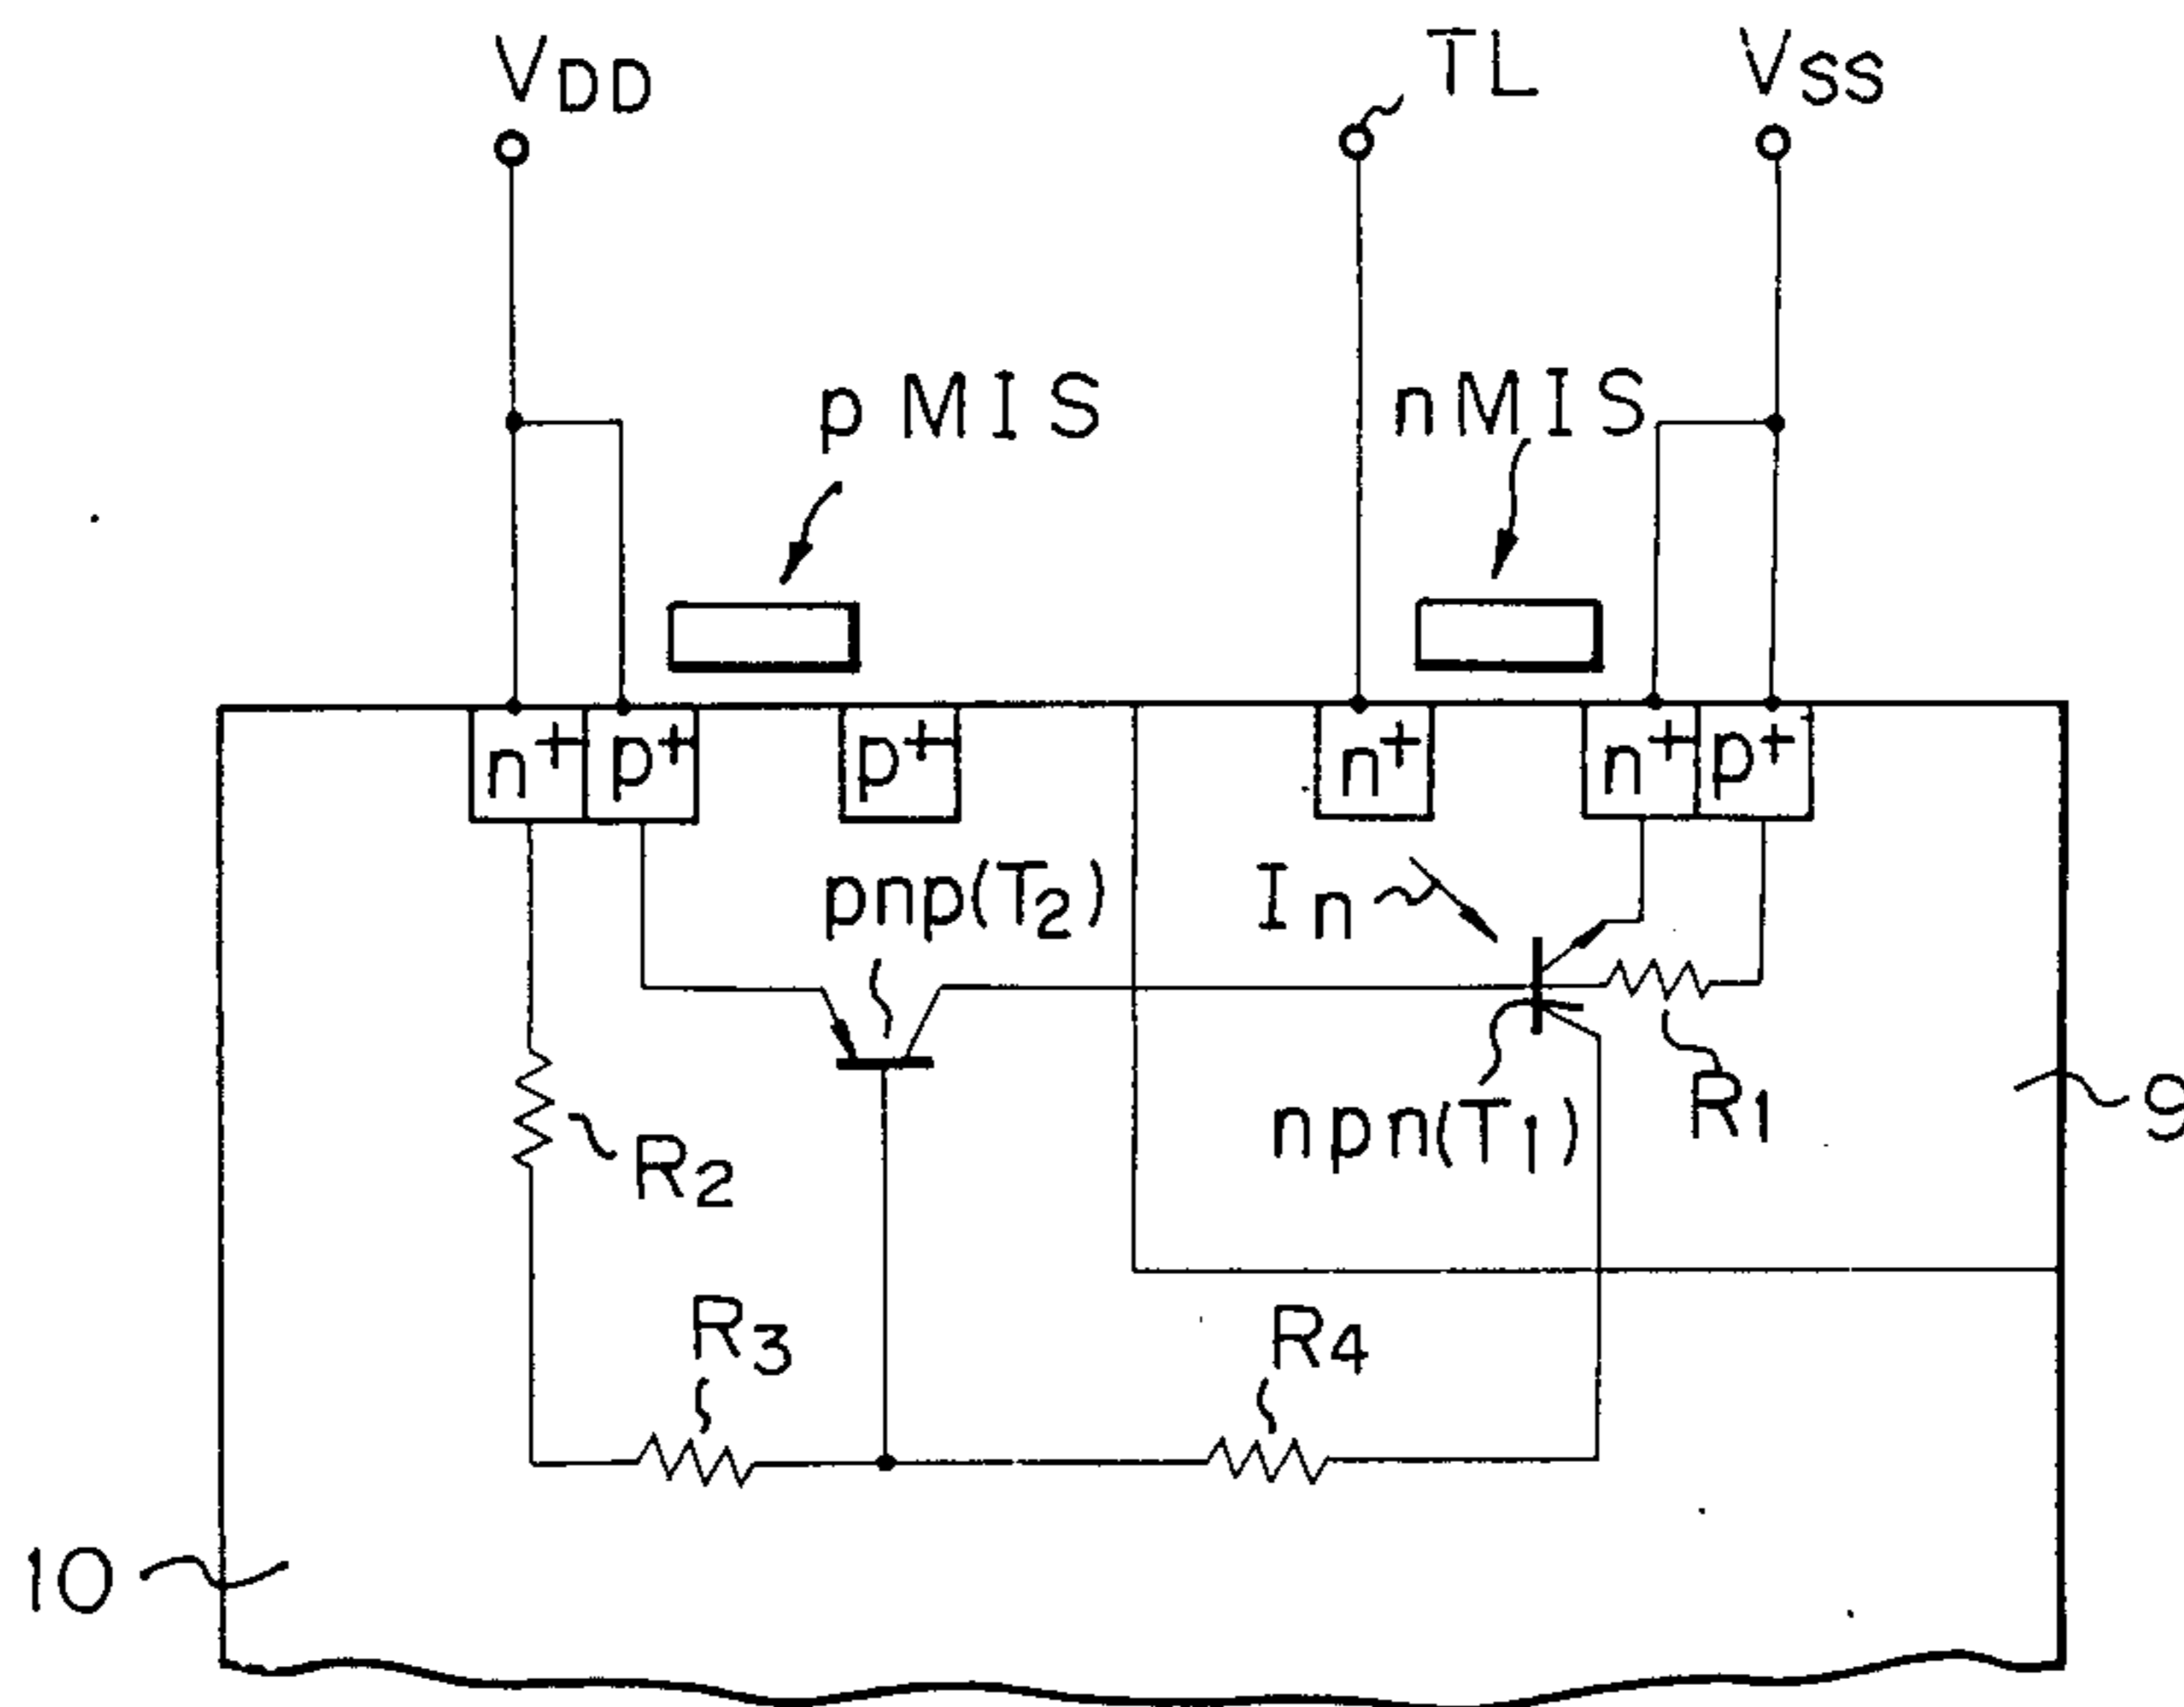 VDD
TL
VSS
p MIS
nMIS
n+
p+
p+
n+
n+
p+
pnp(T2)
In
npn(T1)
R1
9
R2
R3
R4
10